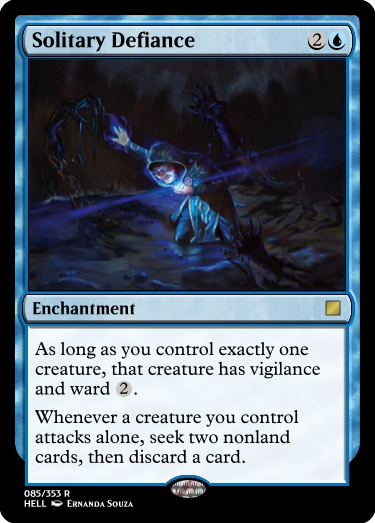 Solitary Defiance 2
Enchantment
As long as you control exactly one
creature, that creature has vigilance
and ward 2.
Whenever a creature you control
attacks alone, seek two nonland
cards, then discard a card.
085/353 R
HELL Ernanda Souza